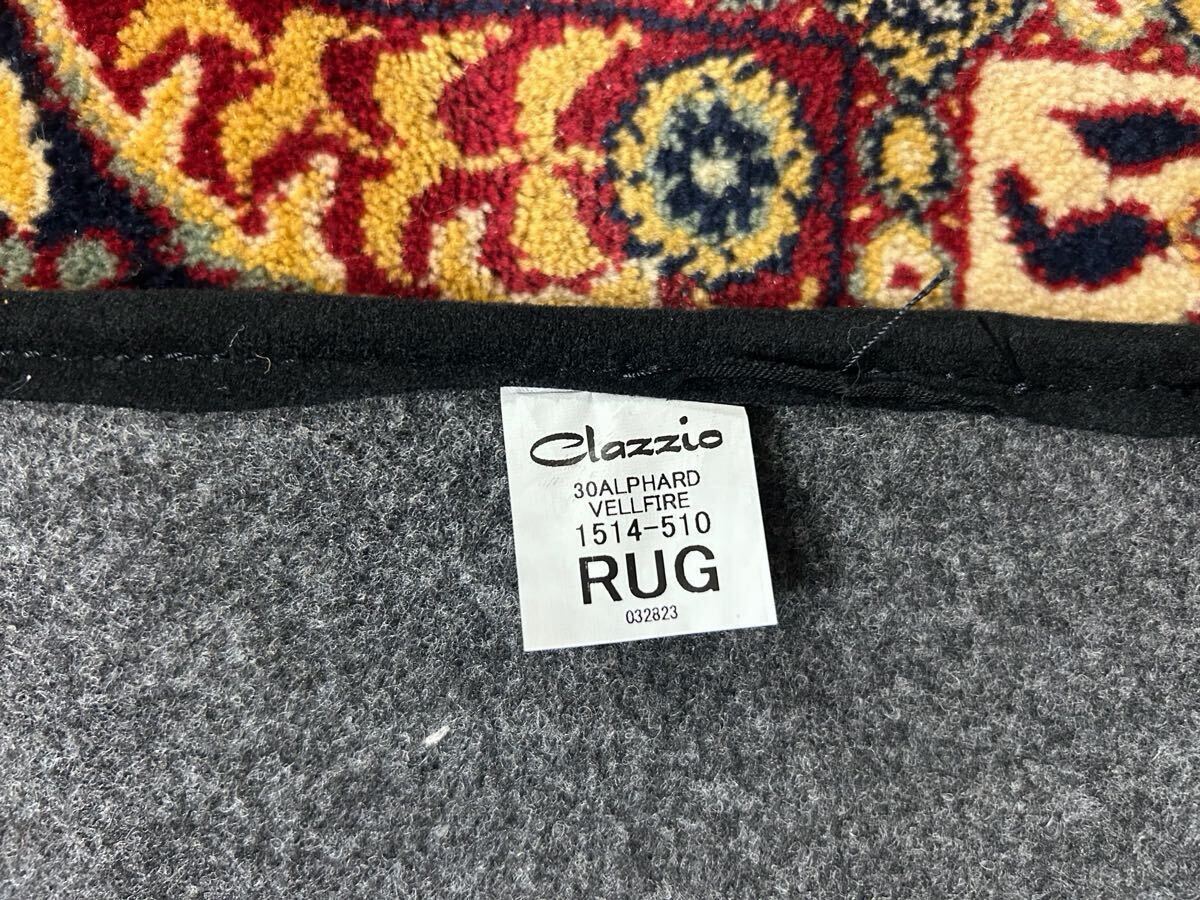 Clazzio
30ALPHARD
VELLFIRE
1514-510
RUG
032823